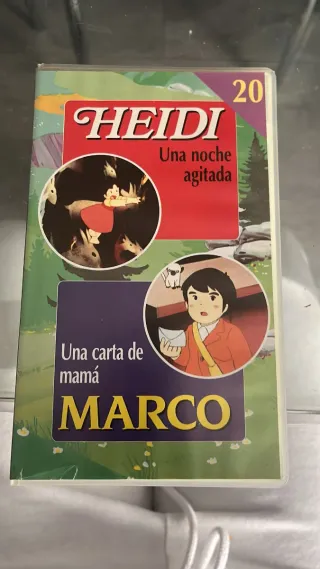 20
HEIDI
Una noche
agitada
Una carta de
mamá
MARCO